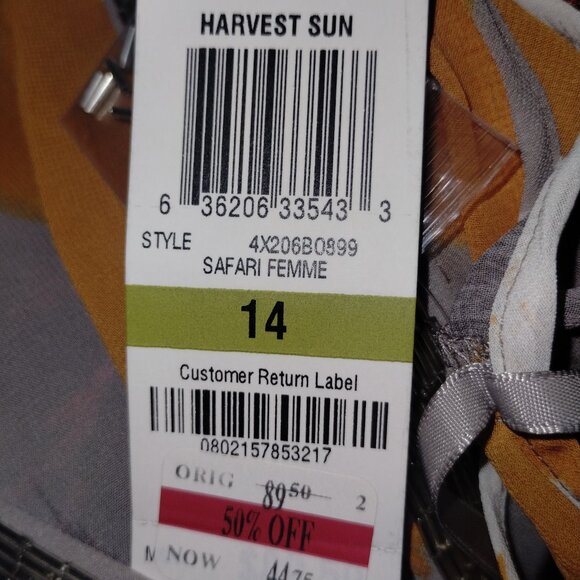 HARVEST SUN
6 36206 33543 3
STYLE 4X206B0899
SAFARI FEMME
14
Customer Return Label
0802157853217
ORIG 89.50 2
50% OFF
M NOW 44.75